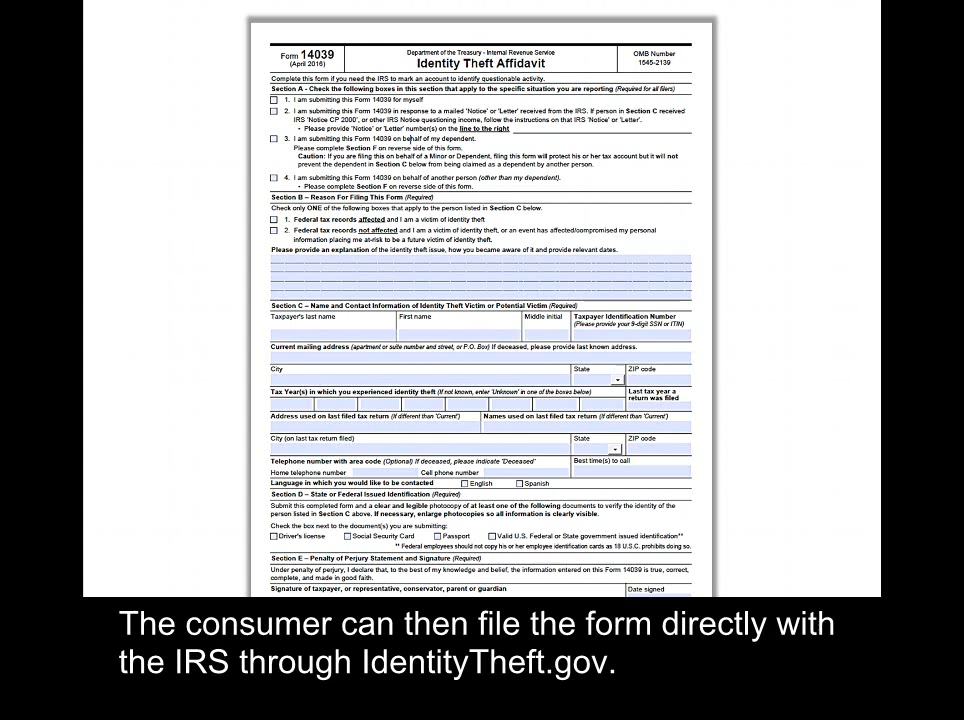 Form 14039
(April 2016)
Department of the Treasury - Internal Revenue Service
Identity Theft Affidavit
OMB Number
1545-2139
Complete this form if you need the IRS to mark an account to identify questionable activity.
Section A - Check the following boxes in this section that apply to the specific situation you are reporting (Required for all filers)
1. I am submitting this Form 14039 for myself
2. I am submitting this Form 14039 in response to a mailed 'Notice' or 'Letter' received from the IRS. If person in Section C received
IRS 'Notice CP 2000', or other IRS Notice questioning income, follow the instructions on that IRS 'Notice' or 'Letter'.
• Please provide 'Notice' or 'Letter' number(s) on the line to the right
3. I am submitting this Form 14039 on behalf of my dependent.
Please complete Section F on reverse side of this form.
Caution: If you are filing this on behalf of a Minor or Dependent, filing this form will protect his or her tax account but it will not
prevent the dependent in Section C below from being claimed as a dependent by another person.
4. I am submitting this Form 14039 on behalf of another person (other than my dependent).
• Please complete Section F on reverse side of this form.
Section B – Reason For Filing This Form (Required)
Check only ONE of the following boxes that apply to the person listed in Section C below.
1. Federal tax records affected and I am a victim of identity theft
2. Federal tax records not affected and I am a victim of identity theft, or an event has affected/compromised my personal
information placing me at-risk to be a future victim of identity theft.
Please provide an explanation of the identity theft issue, how you became aware of it and provide relevant dates.
Section C – Name and Contact Information of Identity Theft Victim or Potential Victim (Required)
Taxpayer's last name
First name
Middle initial
Taxpayer Identification Number
(Please provide your 9-digit SSN or ITIN)
Current mailing address (apartment or suite number and street, or P.O. Box) If deceased, please provide last known address.
City
State
ZIP code
Tax Year(s) in which you experienced identity theft (If not known, enter 'Unknown' in one of the boxes below)
Last tax year a
return was filed
Address used on last filed tax return (If different than 'Current')
Names used on last filed tax return (If different than 'Current')
City (on last tax return filed)
State
ZIP code
Telephone number with area code (Optional) If deceased, please indicate 'Deceased'
Best time(s) to call
Home telephone number
Cell phone number
Language in which you would like to be contacted
English
Spanish
Section D – State or Federal Issued Identification (Required)
Submit this completed form and a clear and legible photocopy of at least one of the following documents to verify the identity of the
person listed in Section C above. If necessary, enlarge photocopies so all information is clearly visible.
Check the box next to the document(s) you are submitting:
Driver's license
Social Security Card
Passport
Valid U.S. Federal or State government issued identification**
** Federal employees should not copy his or her employee identification cards as 18 U.S.C. prohibits doing so.
Section E – Penalty of Perjury Statement and Signature (Required)
Under penalty of perjury, I declare that, to the best of my knowledge and belief, the information entered on this Form 14039 is true, correct,
complete, and made in good faith.
Signature of taxpayer, or representative, conservator, parent or guardian
Date signed
The consumer can then file the form directly with
the IRS through IdentityTheft.gov.